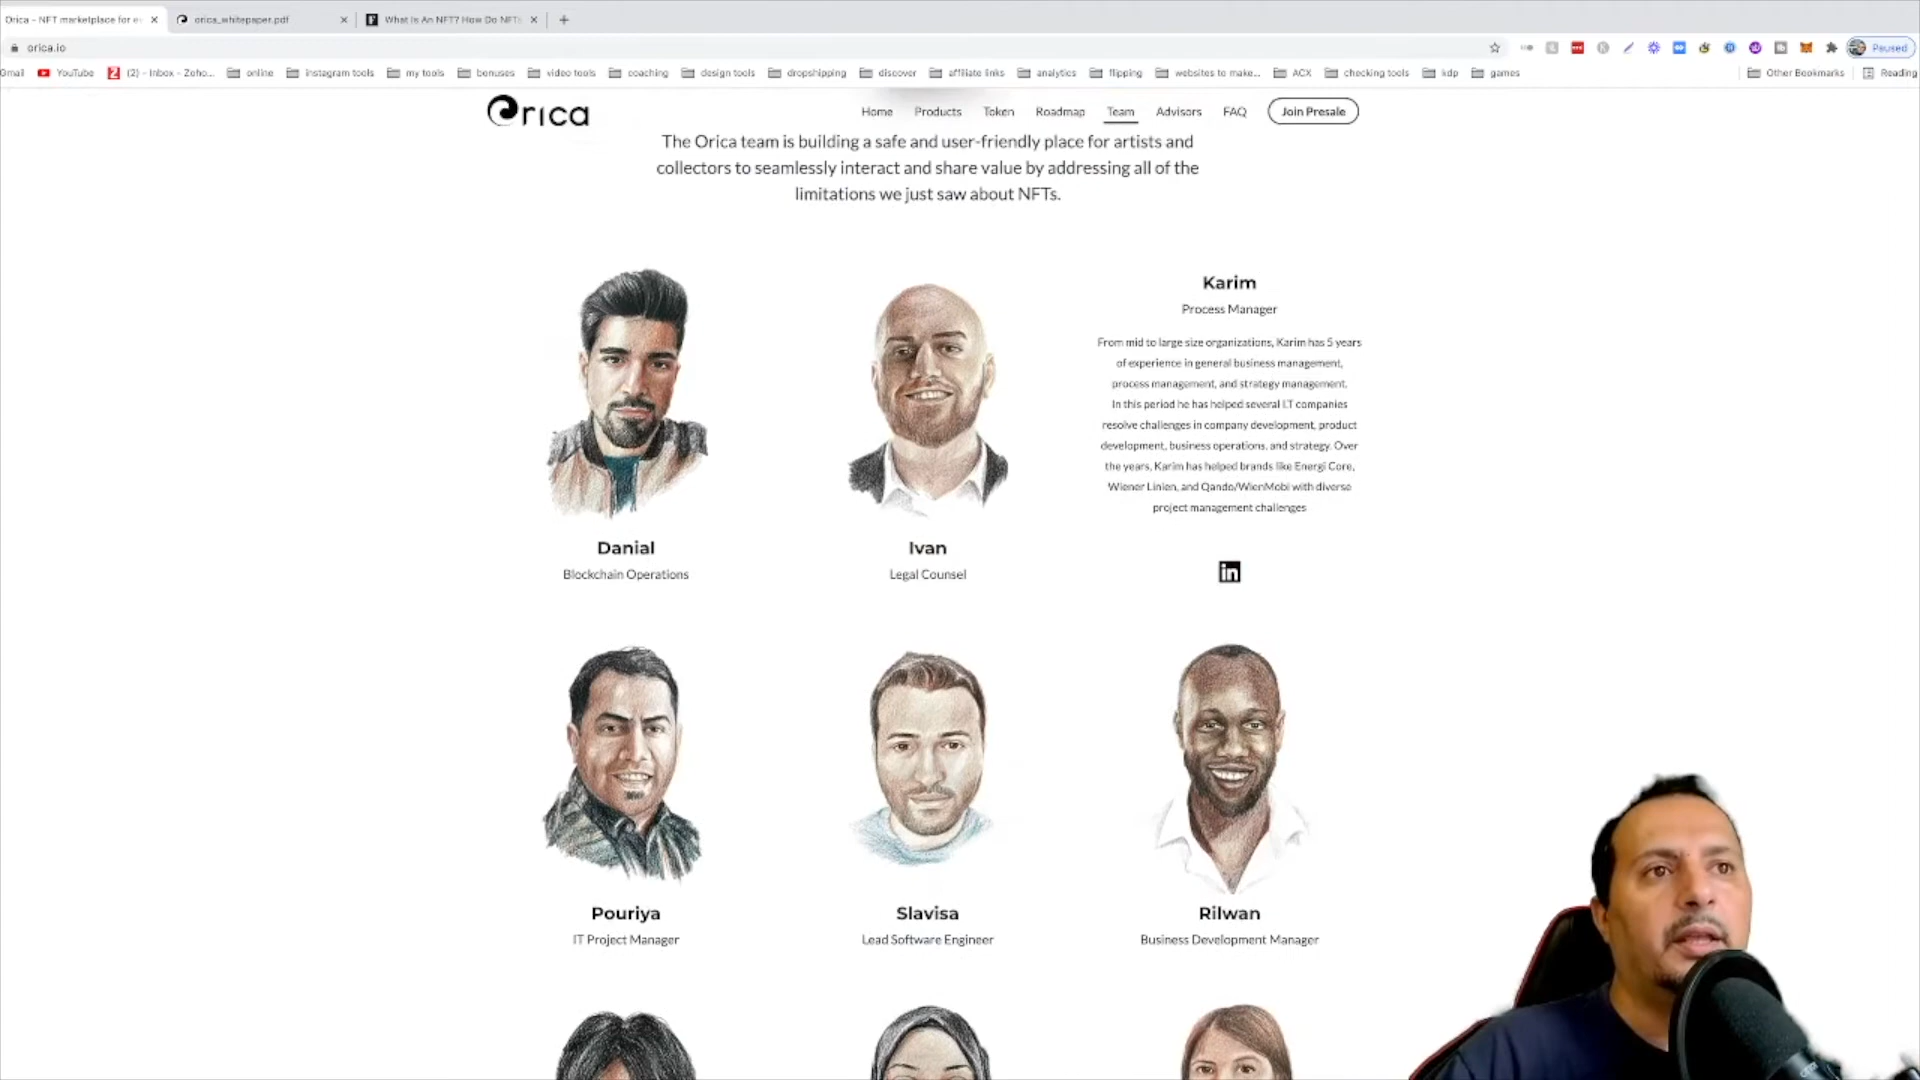 Orica - NFT marketplace for e
orica_whitepaper.pdf
What Is An NFT? How Do NFTs
orica.io
Paused
Gmail
YouTube
(2) - Inbox - Zoho...
online
instagram tools
my tools
bonuses
video tools
coaching
design tools
dropshipping
discover
affiliate links
analytics
flipping
websites to make...
ACX
checking tools
kdp
games
Other Bookmarks
Reading
Orica
Home
Products
Token
Roadmap
Team
Advisors
FAQ
Join Presale
The Orica team is building a safe and user-friendly place for artists and
collectors to seamlessly interact and share value by addressing all of the
limitations we just saw about NFTs.
Danial
Blockchain Operations
Ivan
Legal Counsel
Karim
Process Manager
From mid to large size organizations, Karim has 5 years
of experience in general business management,
process management, and strategy management.
In this period he has helped several I.T companies
resolve challenges in company development, product
development, business operations, and strategy. Over
the years, Karim has helped brands like Energi Core,
Wiener Linien, and Qando/WienMobi with diverse
project management challenges
in
Pouriya
IT Project Manager
Slavisa
Lead Software Engineer
Rilwan
Business Development Manager